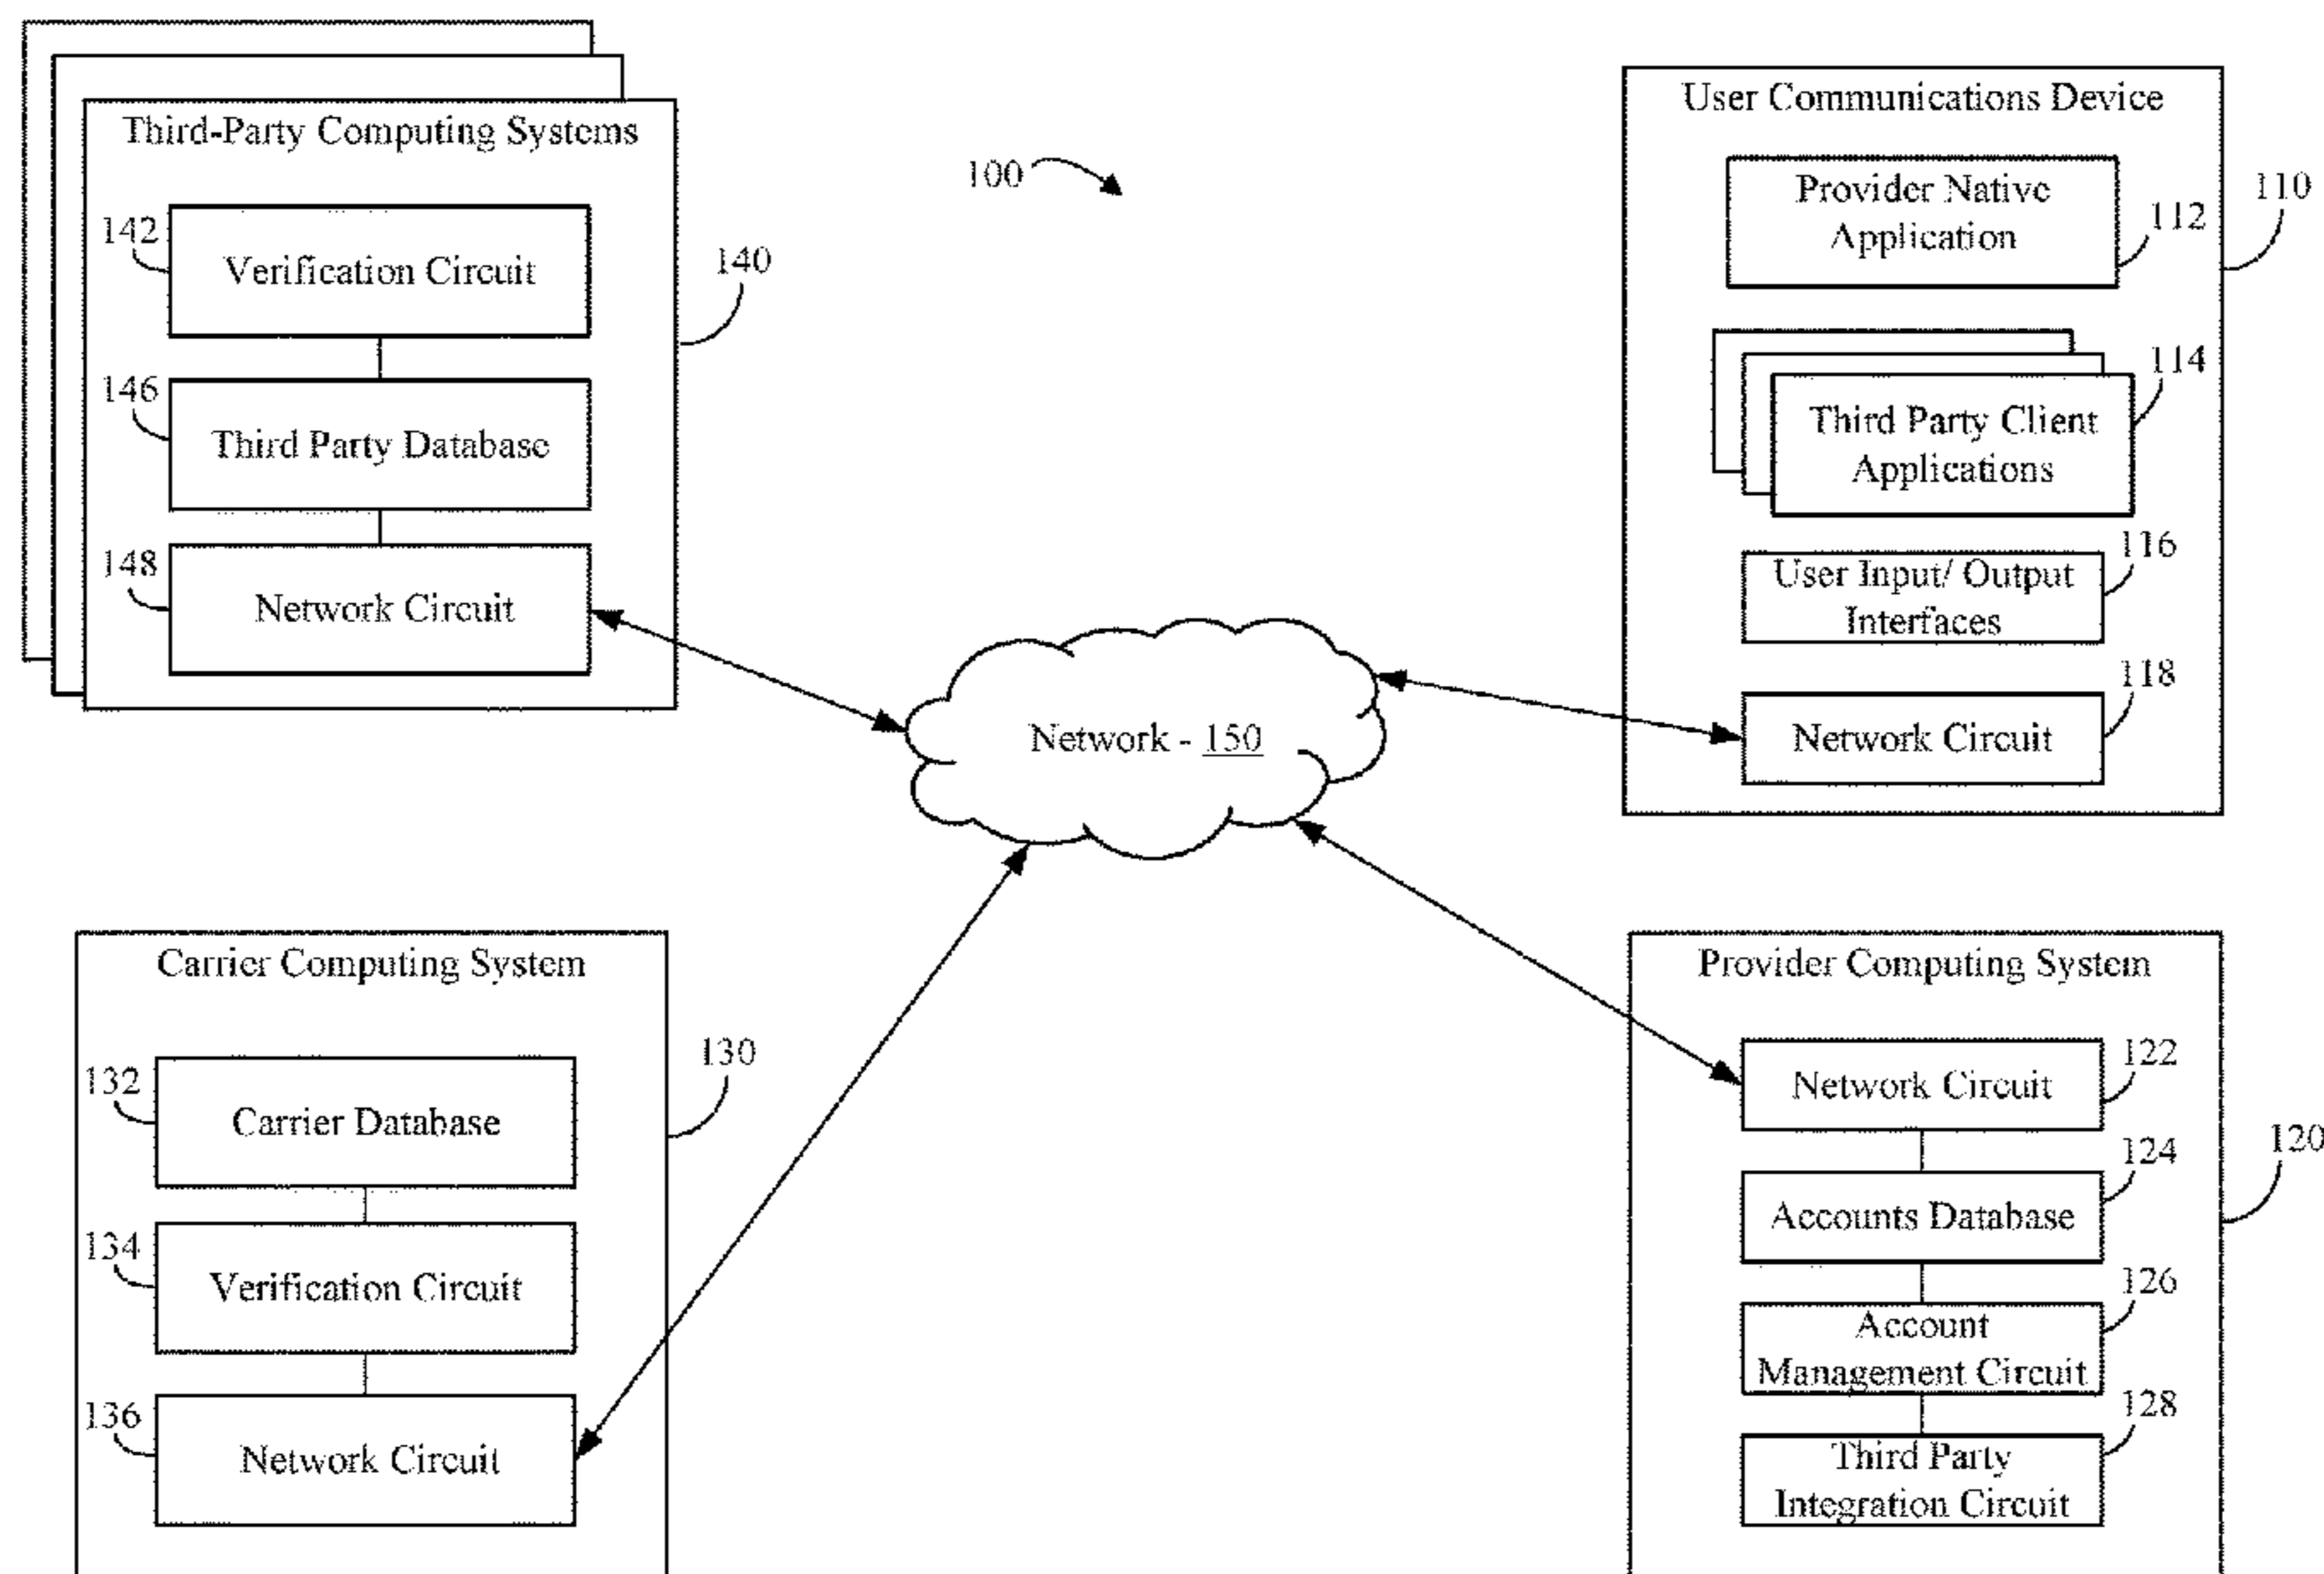 Third-Party Computing Systems
142
Verification Circuit
146
Third Party Database
148
Network Circuit
140
100
User Communications Device
110
Provider Native
Application
112
114
Third Party Client
Applications
116
User Input/ Output
Interfaces
118
Network Circuit
Network - 150
Carrier Computing System
130
132
Carrier Database
134
Verification Circuit
136
Network Circuit
Provider Computing System
122
Network Circuit
120
124
Accounts Database
126
Account
Management Circuit
128
Third Party
Integration Circuit